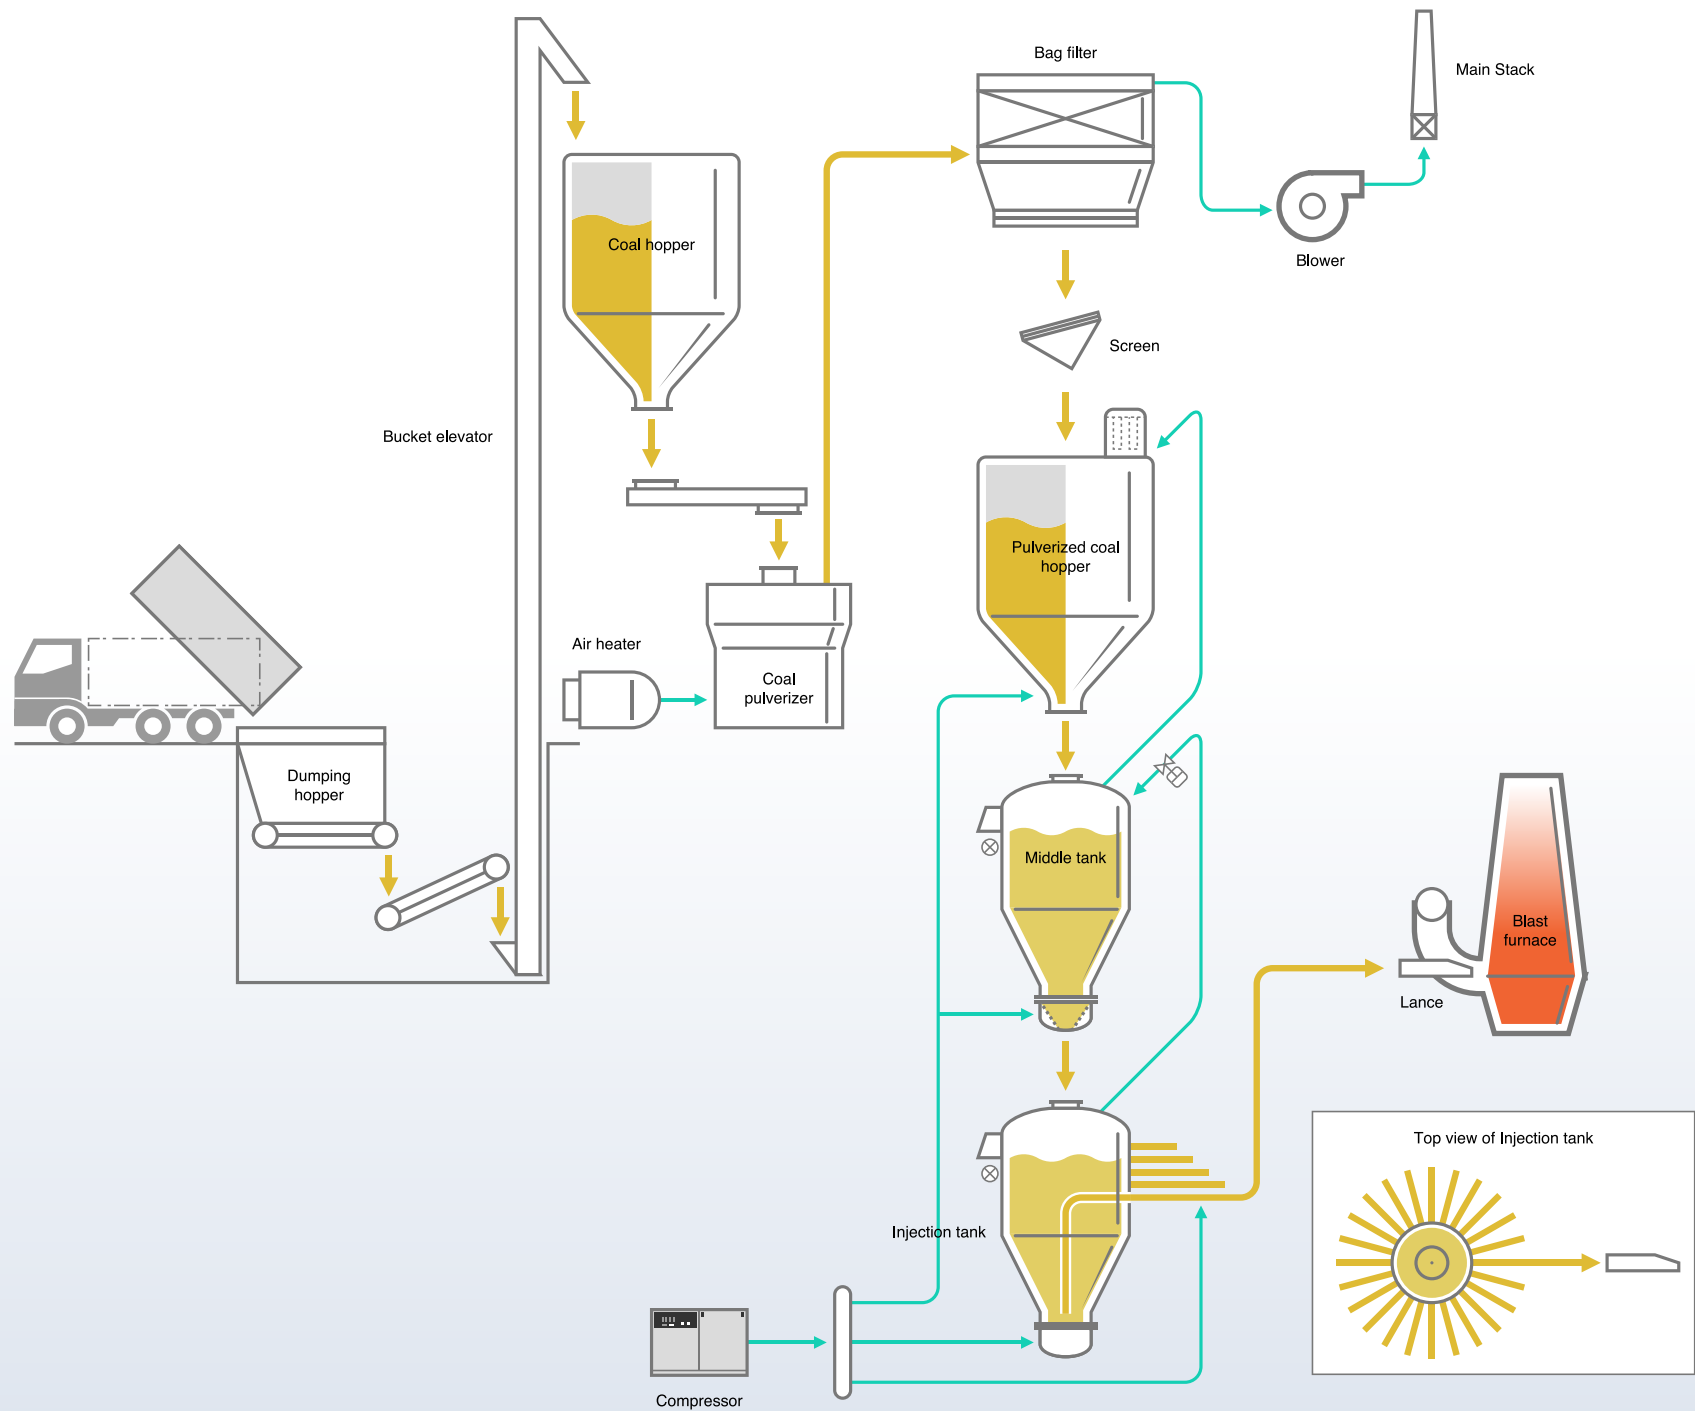 Bag filter
Main Stack
Coal hopper
Blower
Screen
Bucket elevator
Pulverized coal
hopper
Air heater
Coal
pulverizer
Dumping
hopper
Middle tank
Blast
furnace
Lance
Top view of Injection tank
Injection tank
Compressor